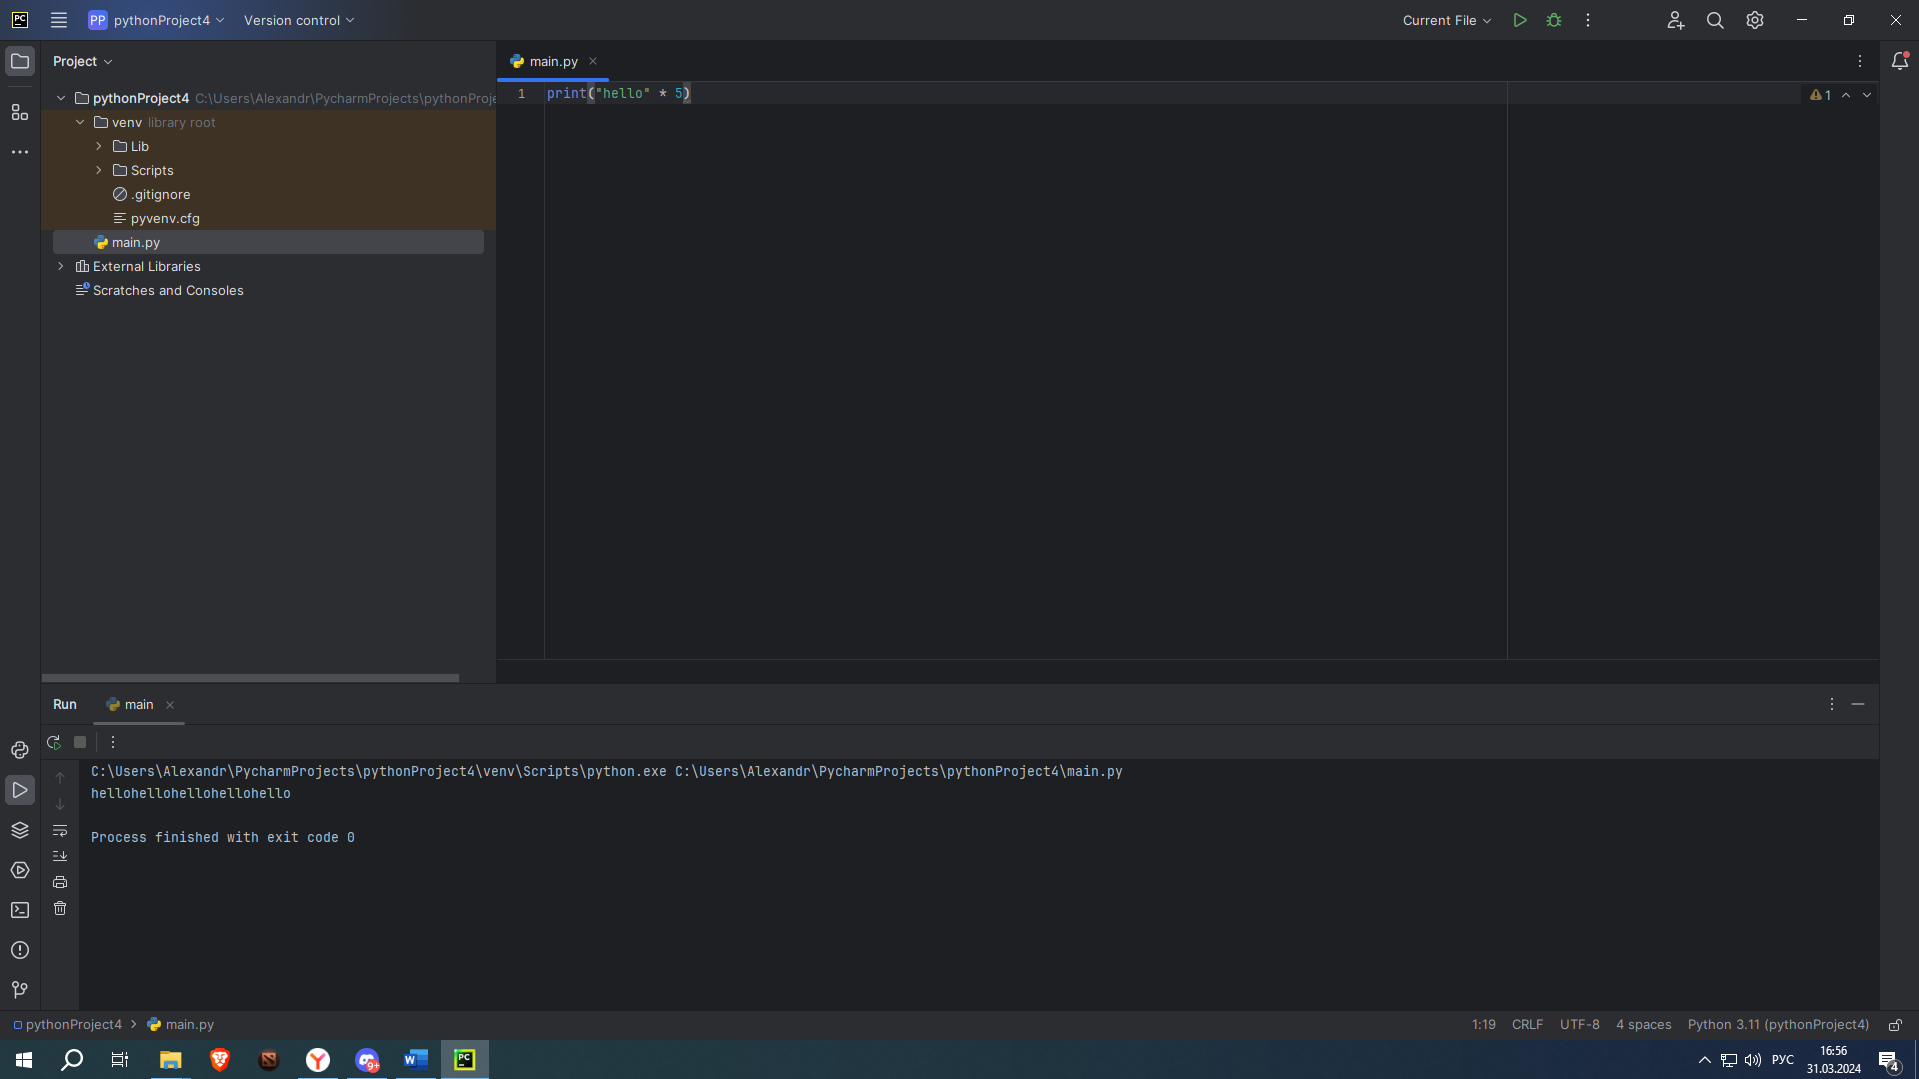 PC
PP pythonProject4
Version control
Current File
Project
main.py
pythonProject4 C:\Users\Alexandr\PycharmProjects\pythonProje
1 print("hello" * 5)
1
venv library root
Lib
Scripts
.gitignore
pyvenv.cfg
main.py
External Libraries
Scratches and Consoles
Run
main
C:\Users\Alexandr\PycharmProjects\pythonProject4\venv\Scripts\python.exe C:\Users\Alexandr\PycharmProjects\pythonProject4\main.py
hellohellohellohellohello
Process finished with exit code 0
pythonProject4
main.py
1:19 CRLF UTF-8 4 spaces Python 3.11 (pythonProject4)
Y
9+
W
PC
РУС
16:56
31.03.2024
4